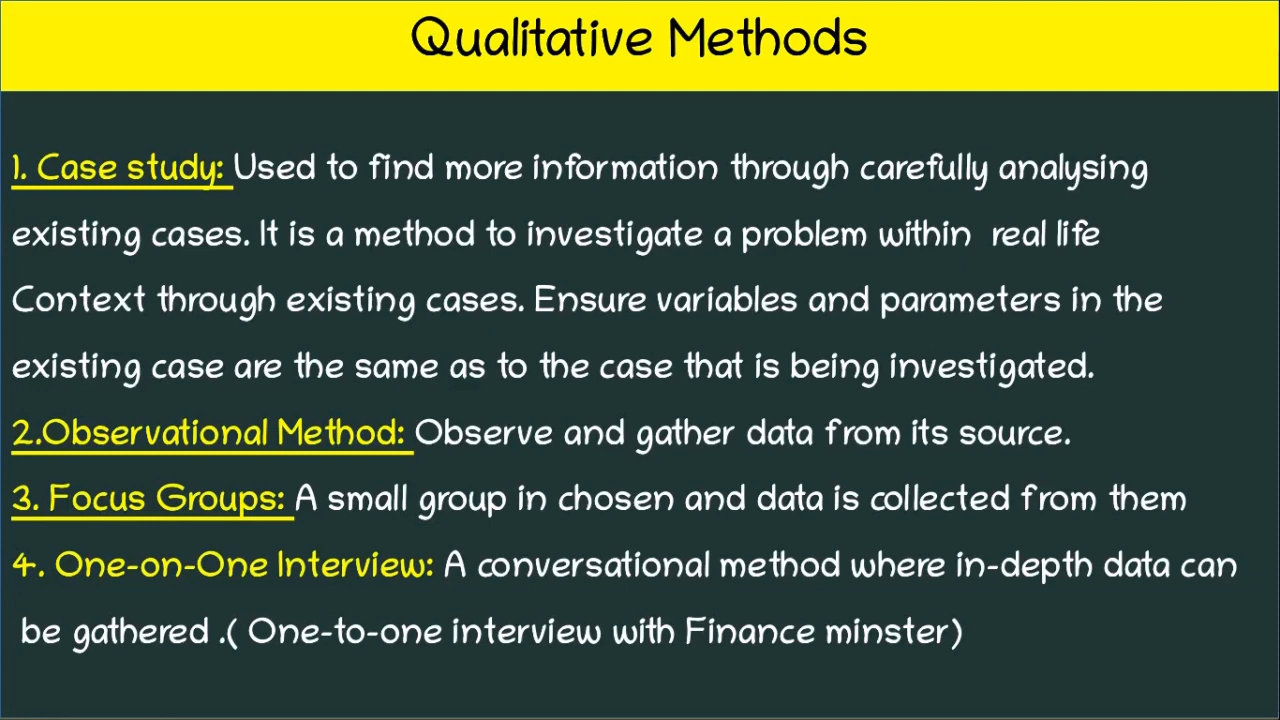 Qualitative Methods
1. Case study: Used to find more information through carefully analysing
existing cases. It is a method to investigate a problem within real life
Context through existing cases. Ensure variables and parameters in the
existing case are the same as to the case that is being investigated.
2.Observational Method: Observe and gather data from its source.
3. Focus Groups: A small group in chosen and data is collected from them
4. One-on-One Interview: A conversational method where in-depth data can
be gathered .( One-to-one interview with Finance minster)